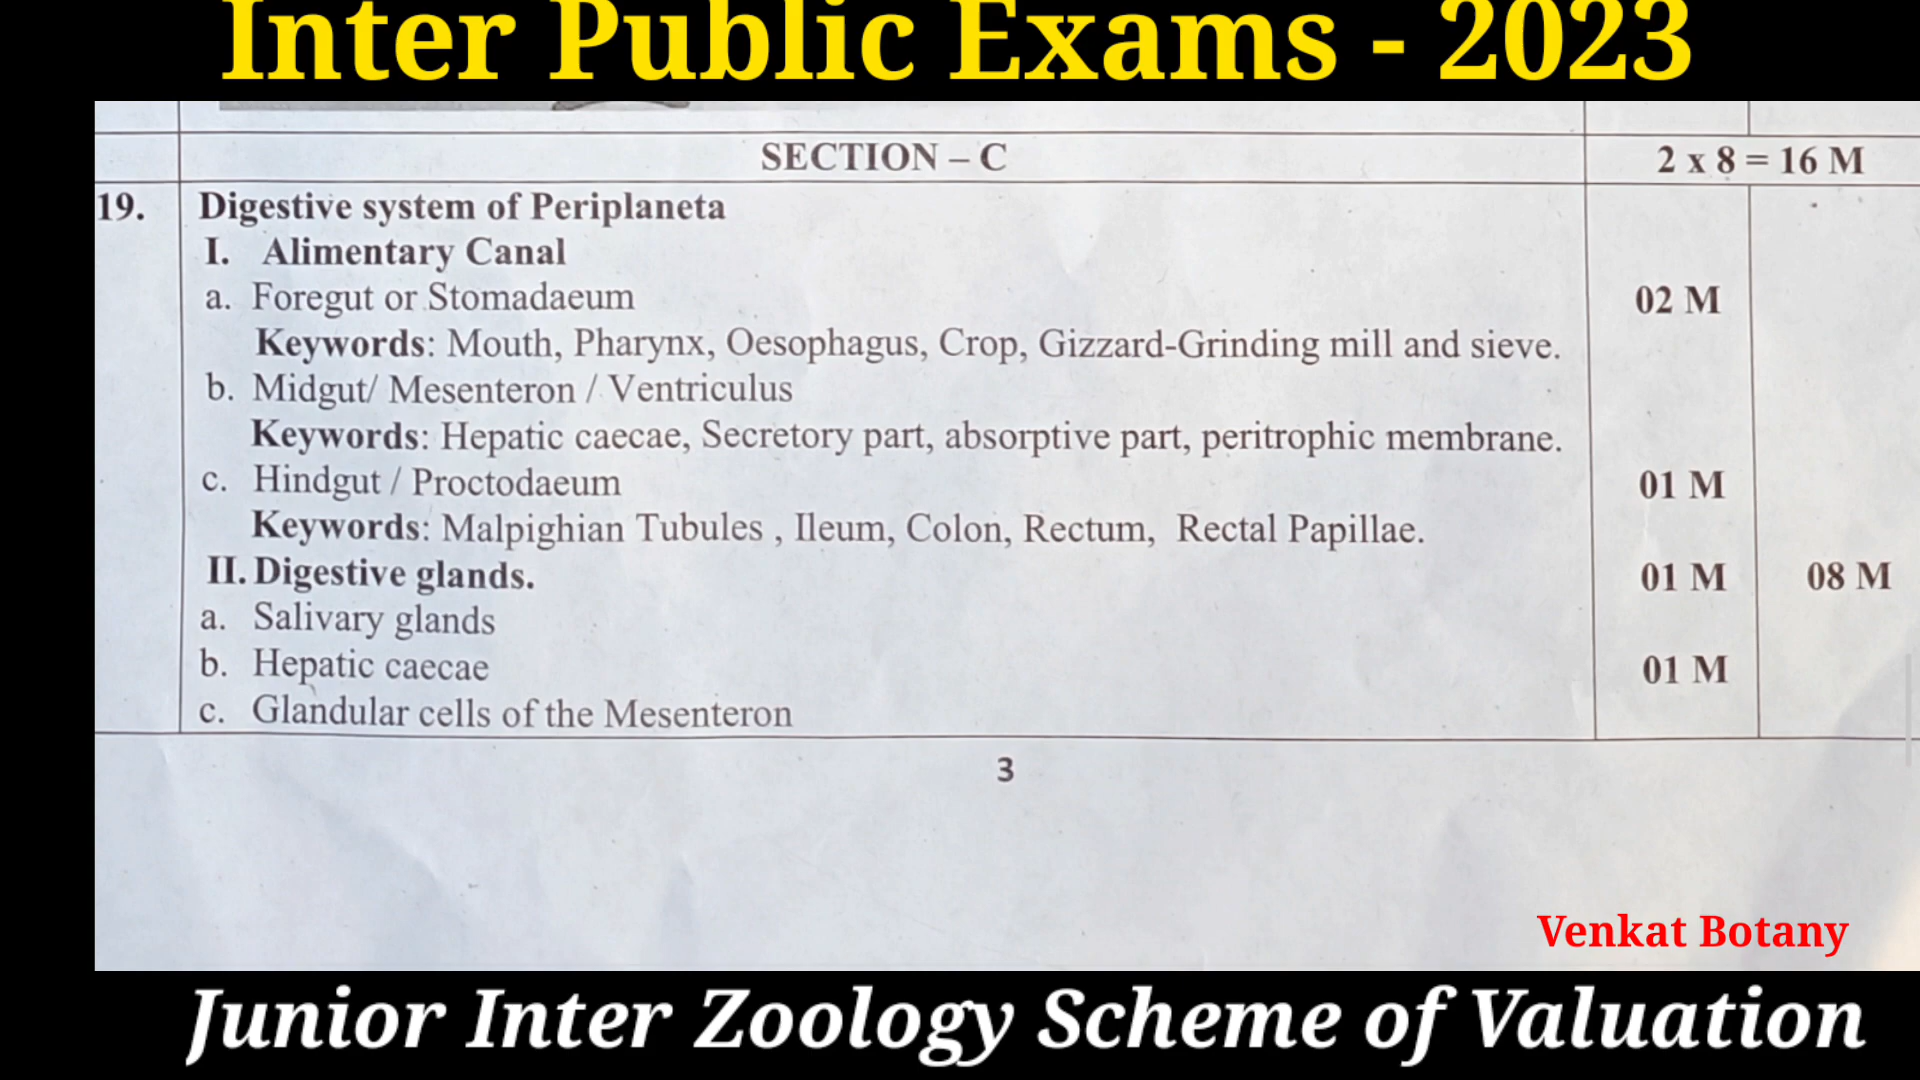 Inter Public Exams - 2023
SECTION – C 2 x 8 = 16 M
19. Digestive system of Periplaneta
I. Alimentary Canal
a. Foregut or Stomadaeum 02 M
Keywords: Mouth, Pharynx, Oesophagus, Crop, Gizzard-Grinding mill and sieve.
b. Midgut/ Mesenteron / Ventriculus
Keywords: Hepatic caecae, Secretory part, absorptive part, peritrophic membrane.
c. Hindgut / Proctodaeum 01 M
Keywords: Malpighian Tubules , Ileum, Colon, Rectum, Rectal Papillae.
II. Digestive glands. 01 M 08 M
a. Salivary glands
b. Hepatic caecae 01 M
c. Glandular cells of the Mesenteron
3
Venkat Botany
Junior Inter Zoology Scheme of Valuation